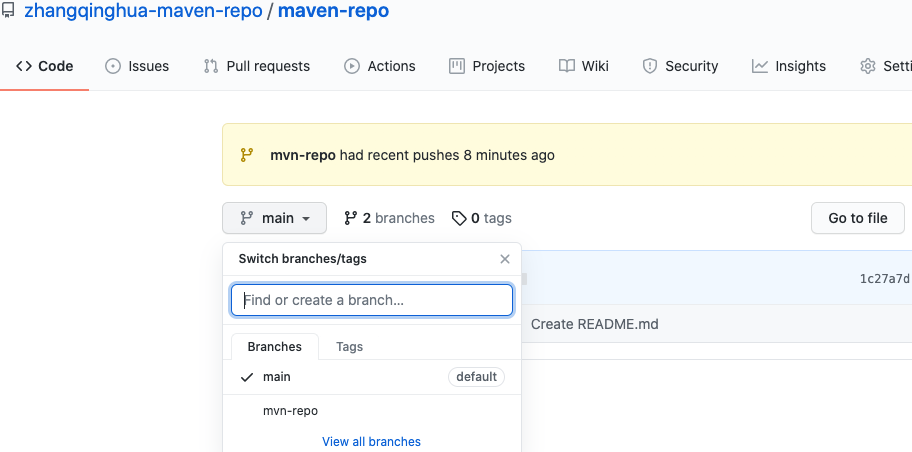 zhangqinghua-maven-repo / maven-repo
Code Issues Pull requests Actions Projects Wiki Security Insights Setti
mvn-repo had recent pushes 8 minutes ago
main 2 branches 0 tags Go to file
Switch branches/tags
1c27a7d
Find or create a branch...
Create README.md
Branches Tags
main default
mvn-repo
View all branches